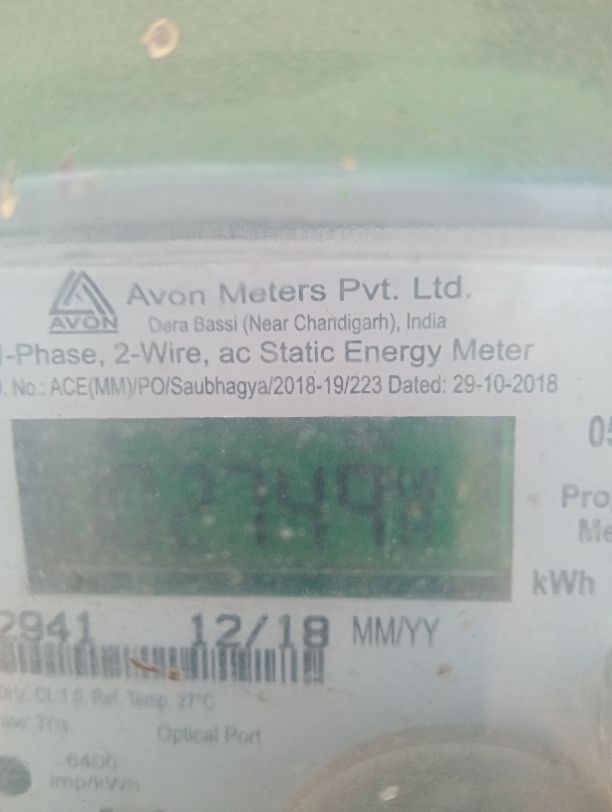 Avon Meters Pvt. Ltd.
AVON
Dera Bassi (Near Chandigarh), India
-Phase, 2-Wire, ac Static Energy Meter
. No.: ACE(MM)/PO/Saubhagya/2018-19/223 Dated: 29-10-2018
05
02749
Pro
Me
kWh
2941 12/18 MM/YY
CL 1.0, Ref. Temp. 27°C
Optical Port
6400
imp/kWh